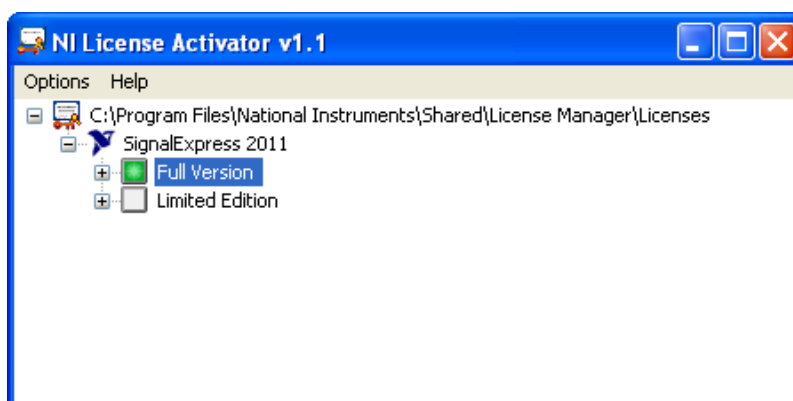 NI License Activator v1.1
Options Help
C:\Program Files\National Instruments\Shared\License Manager\Licenses
SignalExpress 2011
Full Version
Limited Edition